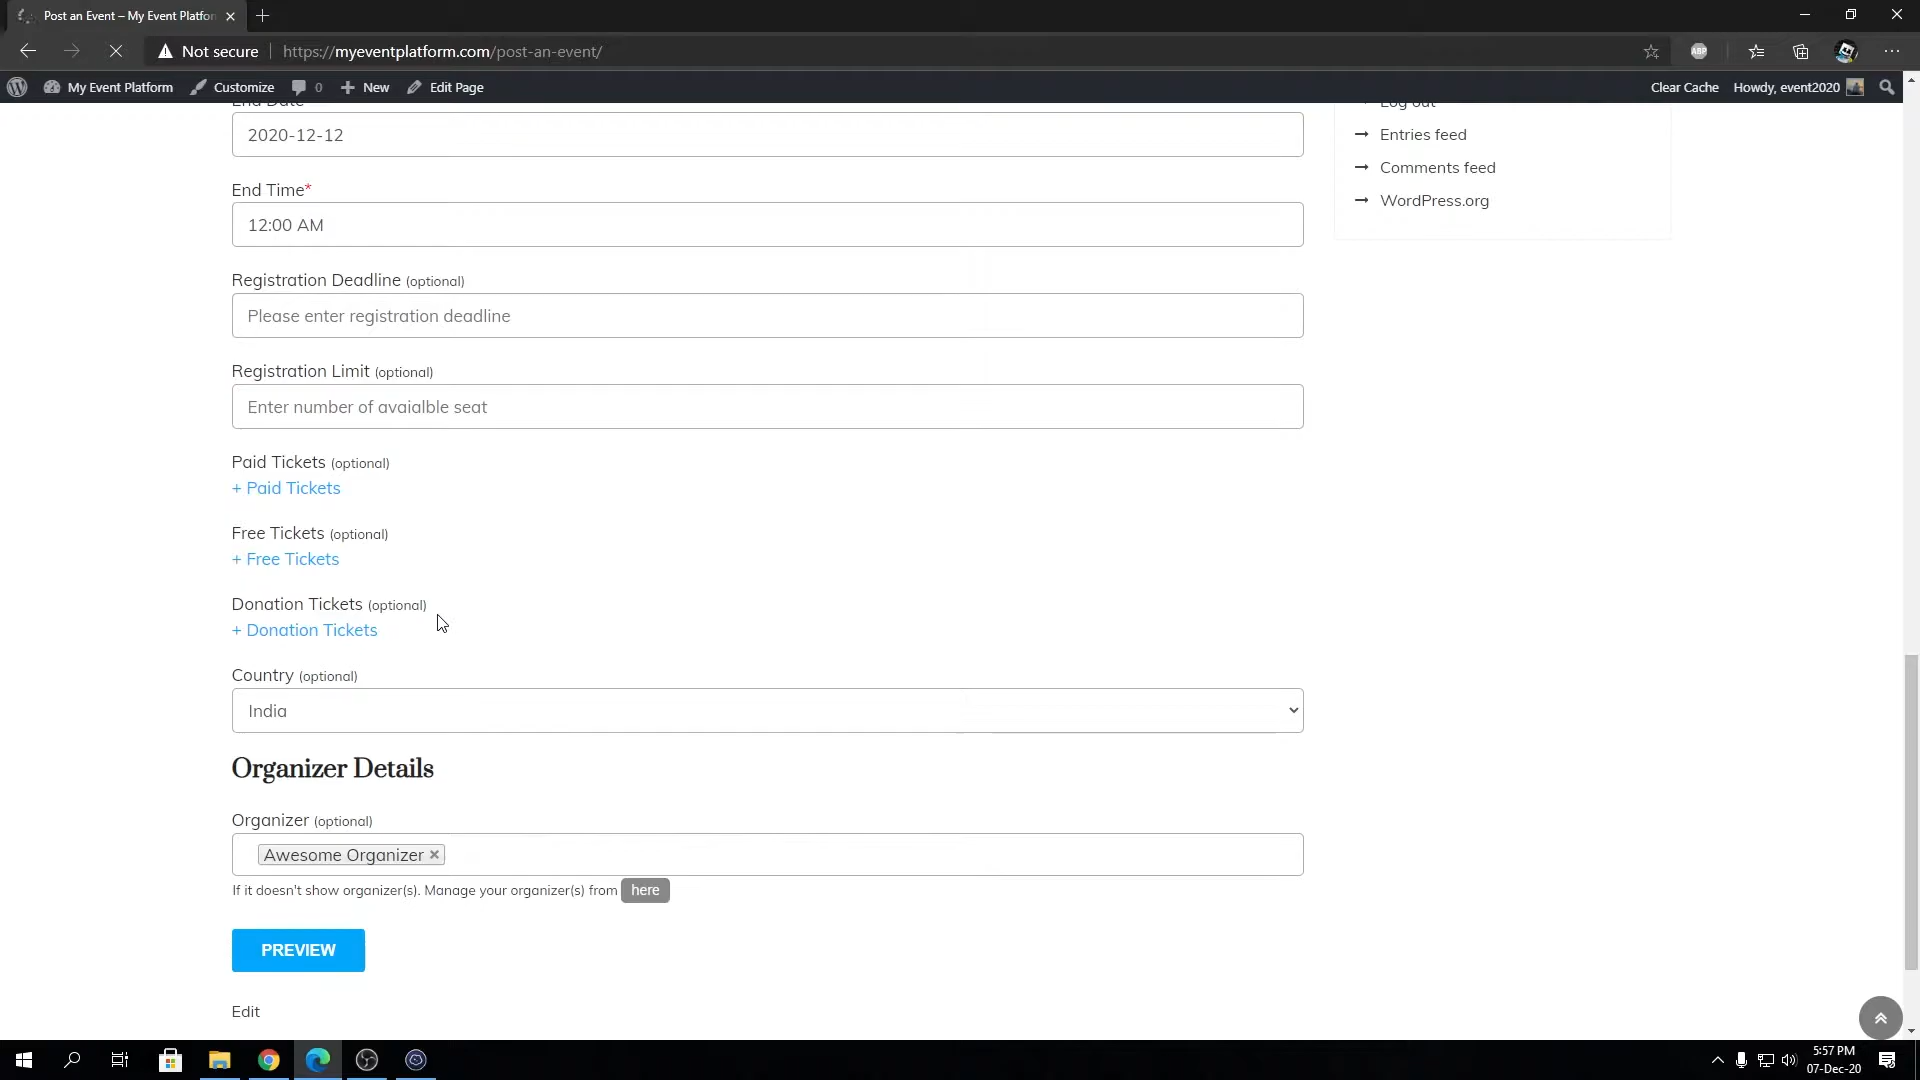 Post an Event – My Event Platfor
Not secure
https://myeventplatform.com/post-an-event/
ABP
My Event Platform
Customize
0
New
Edit Page
Clear Cache
Howdy, event2020
End Date
2020-12-12
End Time*
12:00 AM
Registration Deadline (optional)
Please enter registration deadline
Registration Limit (optional)
Enter number of avaialble seat
Paid Tickets (optional)
+ Paid Tickets
Free Tickets (optional)
+ Free Tickets
Donation Tickets (optional)
+ Donation Tickets
Country (optional)
India
Organizer Details
Organizer (optional)
Awesome Organizer ×
If it doesn't show organizer(s). Manage your organizer(s) from here
PREVIEW
Edit
Log out
Entries feed
Comments feed
WordPress.org
5:57 PM
07-Dec-20